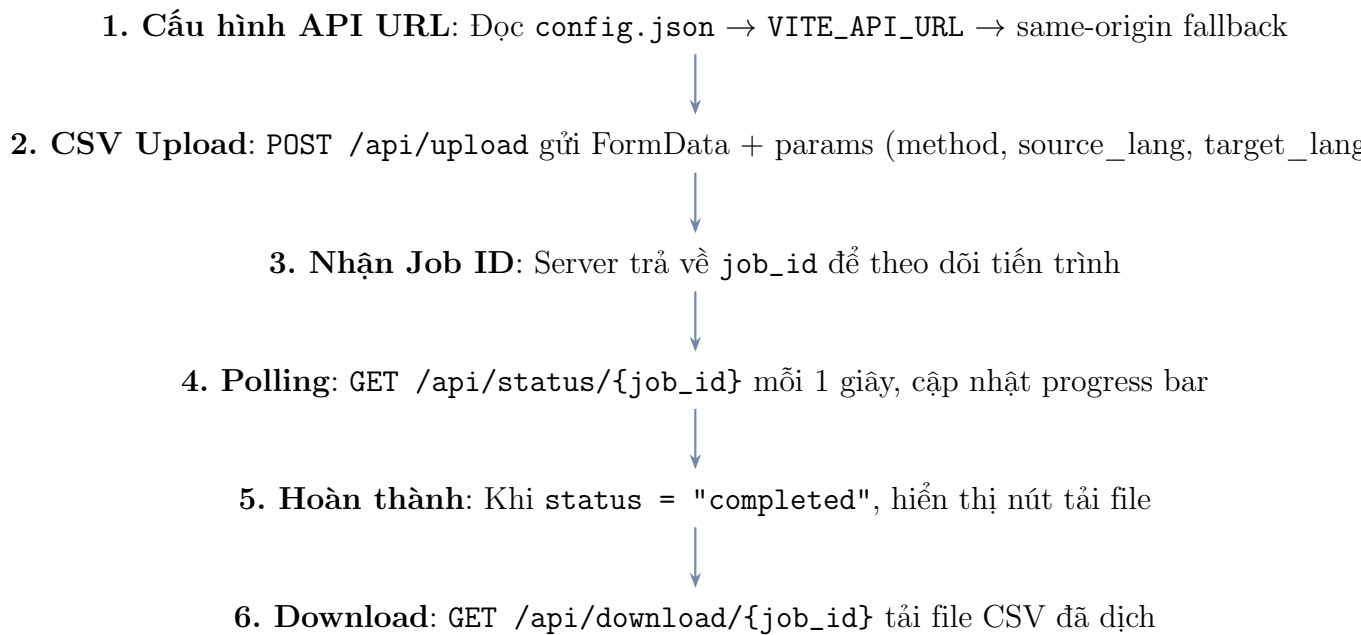 1. Cấu hình API URL: Đọc config.json → VITE_API_URL → same-origin fallback
2. CSV Upload: POST /api/upload gửi FormData + params (method, source_lang, target_lang
3. Nhận Job ID: Server trả về job_id để theo dõi tiến trình
4. Polling: GET /api/status/{job_id} mỗi 1 giây, cập nhật progress bar
5. Hoàn thành: Khi status = "completed", hiển thị nút tải file
6. Download: GET /api/download/{job_id} tải file CSV đã dịch